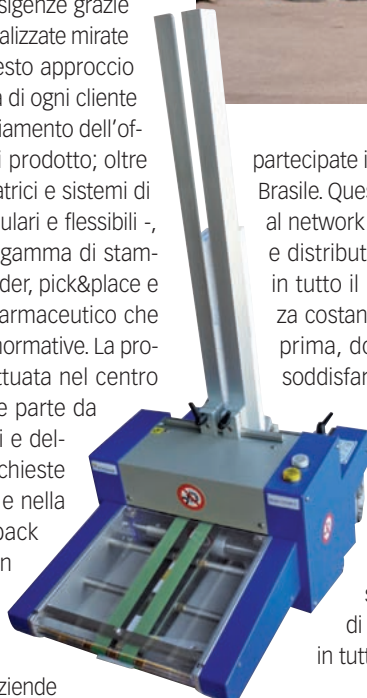 esigenze grazie
alizzate mirate
esto approccio
a di ogni cliente
iamento dell'of-
i prodotto; oltre
atrici e sistemi di
ulari e flessibili -,
gamma di stam-
der, pick&place e
armaceutico che
normative. La pro-
ttuata nel centro
e parte da
i e del-
chieste
e nella
pack
n
ziende
partecipate i
Brasile. Ques
al network
e distribut
in tutto il
za costan
prima, do
soddisfar
s
di
in tutt